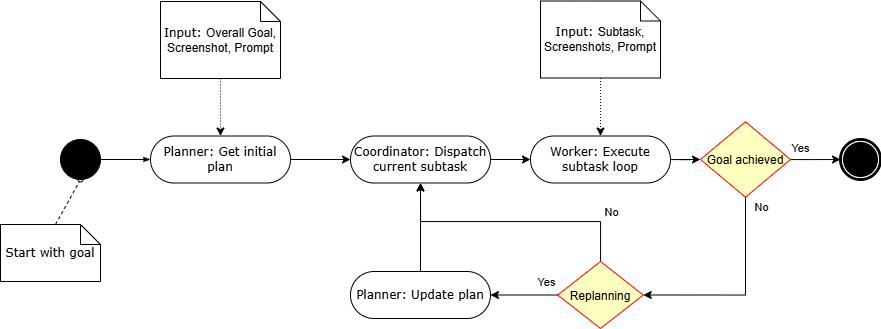 Input: Overall Goal,
Screenshot, Prompt
Input: Subtask,
Screenshots, Prompt
Planner: Get initial
plan
Coordinator: Dispatch
current subtask
Worker: Execute
subtask loop
Goal achieved
Yes
No
Start with goal
No
Planner: Update plan
Yes
Replanning